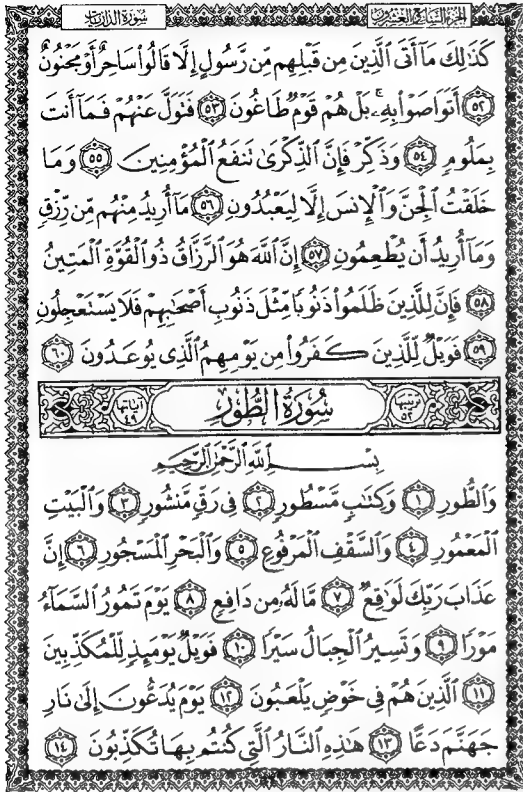 الجزء السابع والعشرون
سورة الذاريات
كَذَٰلِكَ مَآ أَتَى ٱلَّذِينَ مِن قَبْلِهِم مِّن رَّسُولٍ إِلَّا قَالُوا۟ سَاحِرٌ أَوْ مَجْنُونٌ
٥٢ أَتَوَاصَوْا۟ بِهِۦ ۚ بَلْ هُمْ قَوْمٌ طَاغُونَ ٥٣ فَتَوَلَّ عَنْهُمْ فَمَآ أَنتَ
بِمَلُومٍ ٥٤ وَذَكِّرْ فَإِنَّ ٱلذِّكْرَىٰ تَنفَعُ ٱلْمُؤْمِنِينَ ٥٥ وَمَا
خَلَقْتُ ٱلْجِنَّ وَٱلْإِنسَ إِلَّا لِيَعْبُدُونِ ٥٦ مَآ أُرِيدُ مِنْهُم مِّن رِّزْقٍ
وَمَآ أُرِيدُ أَن يُطْعِمُونِ ٥٧ إِنَّ ٱللَّهَ هُوَ ٱلرَّزَّاقُ ذُو ٱلْقُوَّةِ ٱلْمَتِينُ
٥٨ فَإِنَّ لِلَّذِينَ ظَلَمُوا۟ ذَنُوبًا مِّثْلَ ذَنُوبِ أَصْحَٰبِهِمْ فَلَا يَسْتَعْجِلُونِ
٥٩ فَوَيْلٌ لِّلَّذِينَ كَفَرُوا۟ مِن يَوْمِهِمُ ٱلَّذِى يُوعَدُونَ ٦٠
ترتيبها ٥٢ سُورَةُ الطُّورِ آياتها ٤٩
بِسْمِ ٱللَّهِ ٱلرَّحْمَٰنِ ٱلرَّحِيمِ
وَٱلطُّورِ ١ وَكِتَٰبٍ مَّسْطُورٍ ٢ فِى رَقٍّ مَّنشُورٍ ٣ وَٱلْبَيْتِ
ٱلْمَعْمُورِ ٤ وَٱلسَّقْفِ ٱلْمَرْفُوعِ ٥ وَٱلْبَحْرِ ٱلْمَسْجُورِ ٦ إِنَّ
عَذَابَ رَبِّكَ لَوَٰقِعٌ ٧ مَّا لَهُۥ مِن دَافِعٍ ٨ يَوْمَ تَمُورُ ٱلسَّمَآءُ
مَوْرًا ٩ وَتَسِيرُ ٱلْجِبَالُ سَيْرًا ١٠ فَوَيْلٌ يَوْمَئِذٍ لِّلْمُكَذِّبِينَ
١١ ٱلَّذِينَ هُمْ فِى خَوْضٍ يَلْعَبُونَ ١٢ يَوْمَ يُدَعُّونَ إِلَىٰ نَارِ
جَهَنَّمَ دَعًّا ١٣ هَٰذِهِ ٱلنَّارُ ٱلَّتِى كُنتُم بِهَا تُكَذِّبُونَ ١٤